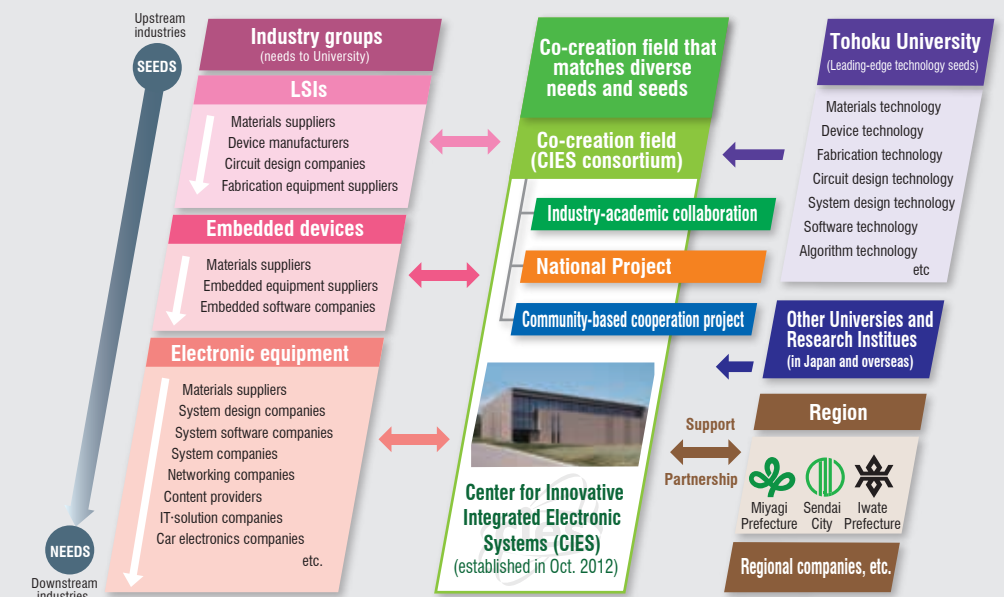 Upstream
industries
SEEDS
Industry groups
(needs to University)
LSIs
Materials suppliers
Device manufacturers
Circuit design companies
Fabrication equipment suppliers
Embedded devices
Materials suppliers
Embedded equipment suppliers
Embedded software companies
Electronic equipment
Materials suppliers
System design companies
System software companies
System companies
Networking companies
Content providers
IT-solution companies
Car electronics companies
etc.
NEEDS
Downstream
industries
Co-creation field that
matches diverse
needs and seeds
Co-creation field
(CIES consortium)
Industry-academic collaboration
National Project
Community-based cooperation project
Center for Innovative
Integrated Electronic
Systems (CIES)
(established in Oct. 2012)
Tohoku University
(Leading-edge technology seeds)
Materials technology
Device technology
Fabrication technology
Circuit design technology
System design technology
Software technology
Algorithm technology
etc
Other Universies and
Research Institues
(in Japan and overseas)
Support
Partnership
Region
Miyagi
Prefecture
Sendai
City
Iwate
Prefecture
Regional companies, etc.